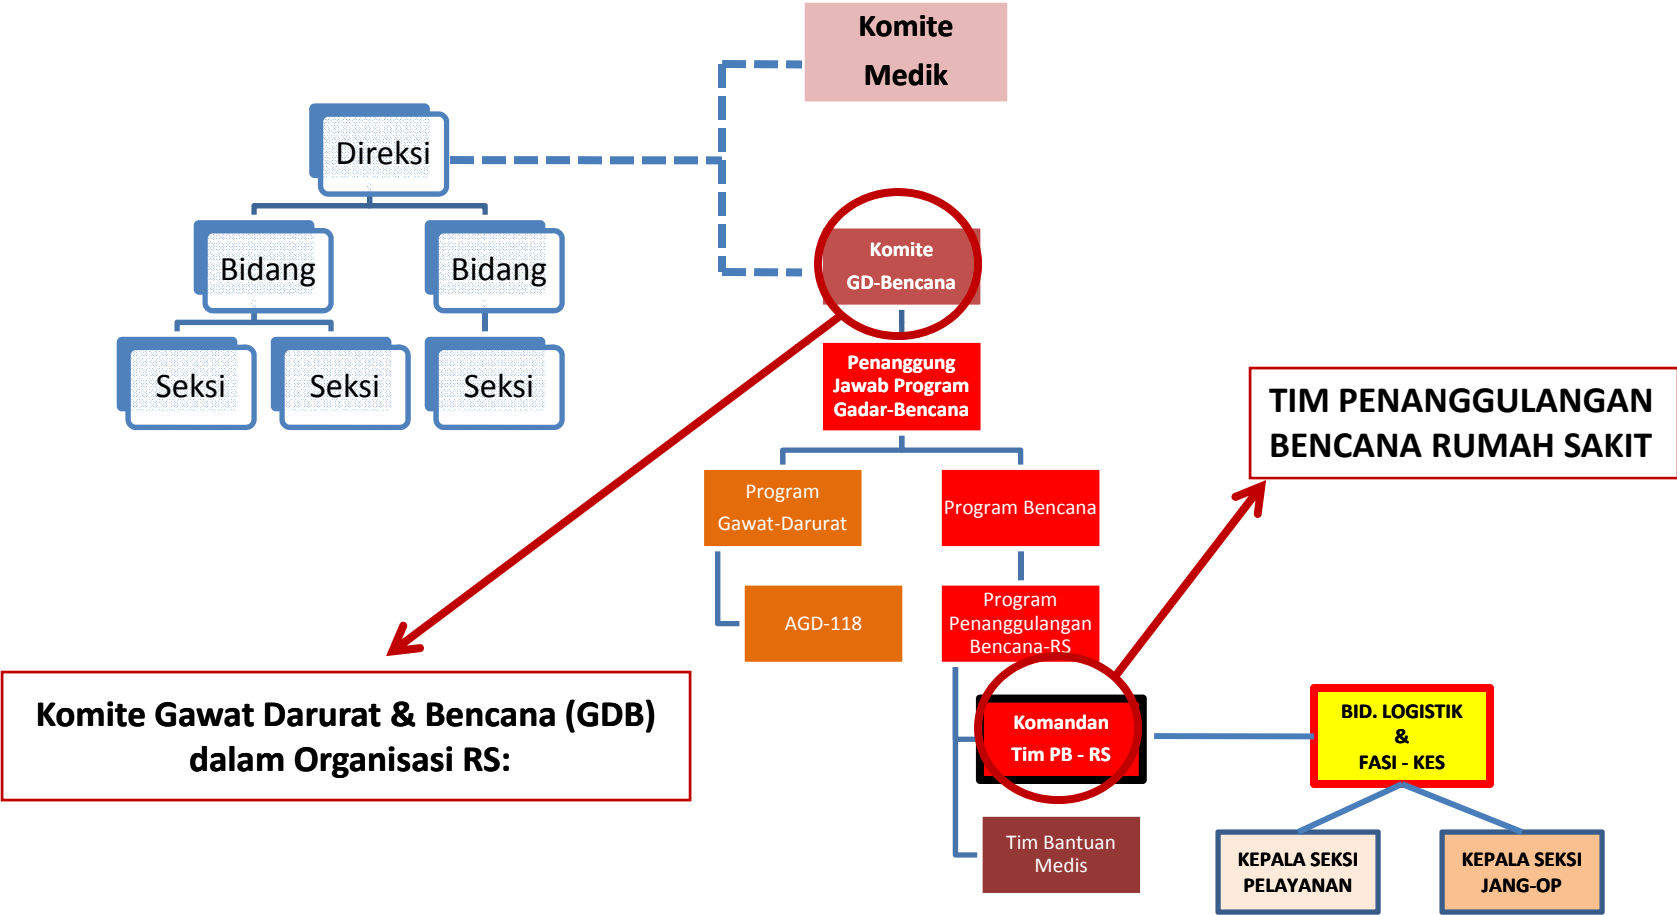 Komite
Medik
Direksi
Bidang
Bidang
Seksi
Seksi
Seksi
Komite
GD-Bencana
Penanggung
Jawab Program
Gadar-Bencana
TIM PENANGGULANGAN
BENCANA RUMAH SAKIT
Program
Gawat-Darurat
Program Bencana
AGD-118
Program
Penanggulangan
Bencana-RS
Komite Gawat Darurat & Bencana (GDB)
dalam Organisasi RS:
Komandan
Tim PB - RS
BID. LOGISTIK
&
FASI - KES
Tim Bantuan
Medis
KEPALA SEKSI
PELAYANAN
KEPALA SEKSI
JANG-OP